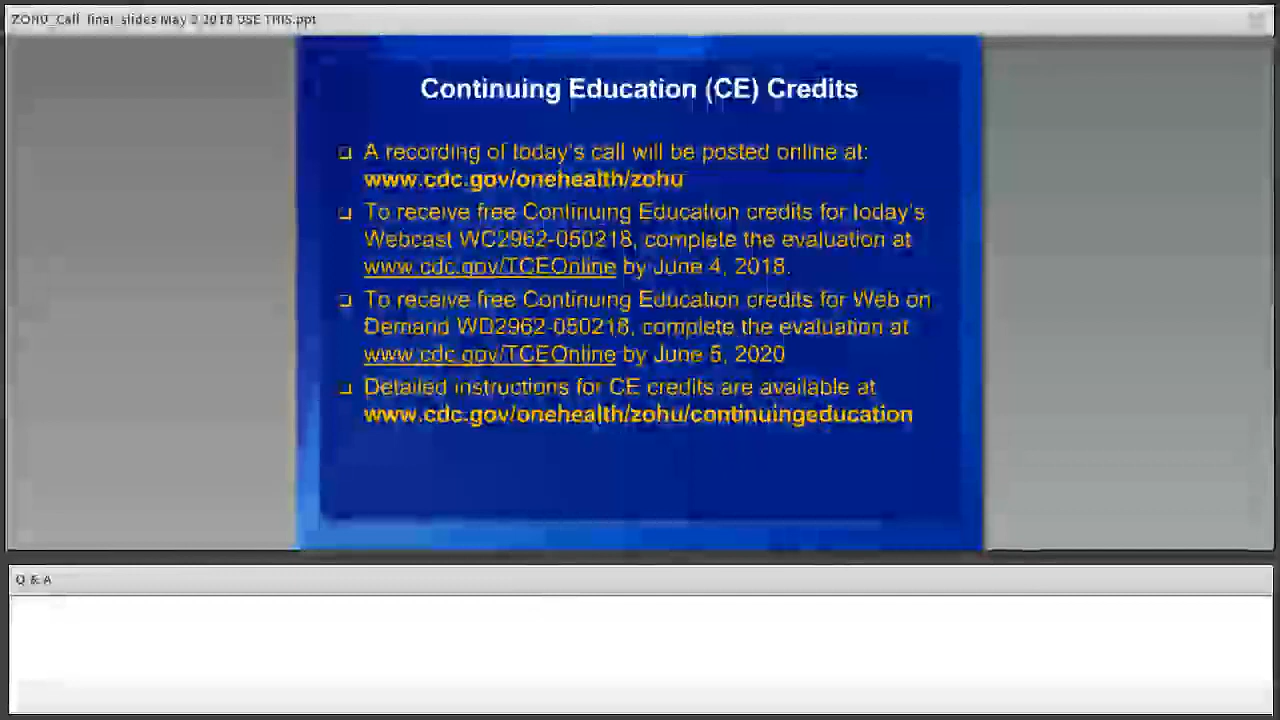 ZOHU_Call_final_slides May 2 2018 USE THIS.ppt
Continuing Education (CE) Credits
❑ A recording of today's call will be posted online at:
www.cdc.gov/onehealth/zohu
❑ To receive free Continuing Education credits for today's
Webcast WC2962-050218, complete the evaluation at
www.cdc.gov/TCEOnline by June 4, 2018.
❑ To receive free Continuing Education credits for Web on
Demand WD2962-050218, complete the evaluation at
www.cdc.gov/TCEOnline by June 5, 2020
❑ Detailed instructions for CE credits are available at
www.cdc.gov/onehealth/zohu/continuingeducation
Q & A